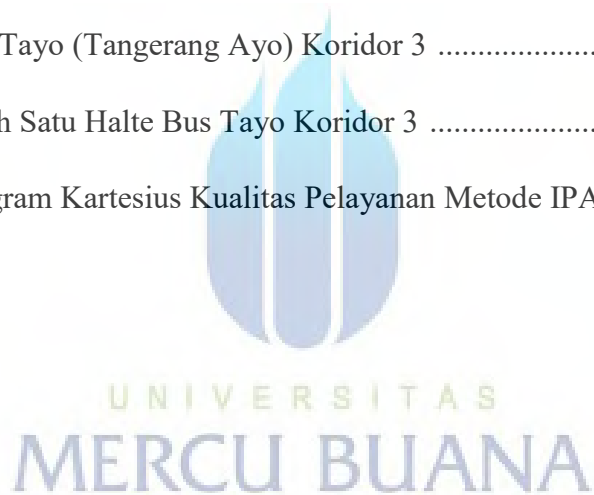 Tayo (Tangerang Ayo) Koridor 3 .....................
h Satu Halte Bus Tayo Koridor 3 .....................
gram Kartesius Kualitas Pelayanan Metode IPA
UNIVERSITAS
MERCU BUANA